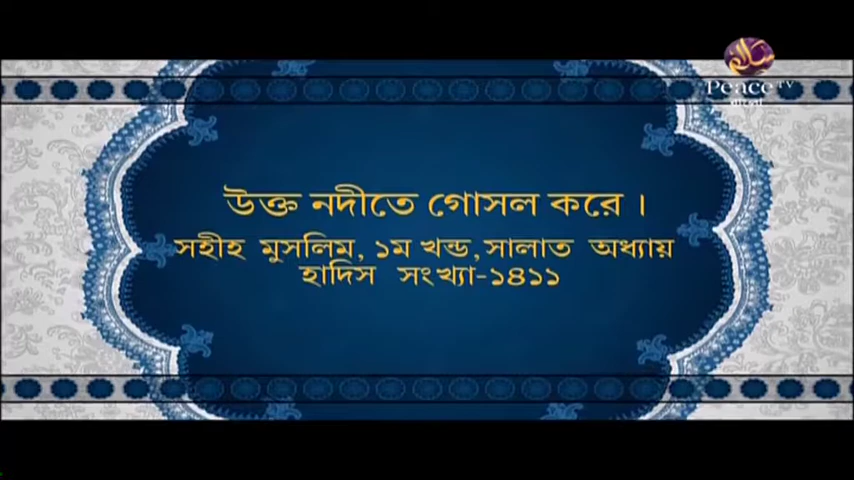 Peace TV
বাংলা
উক্ত নদীতে গোসল করে ।
সহীহ মুসলিম, ১ম খন্ড, সালাত অধ্যায়
হাদিস সংখ্যা-১৪১১